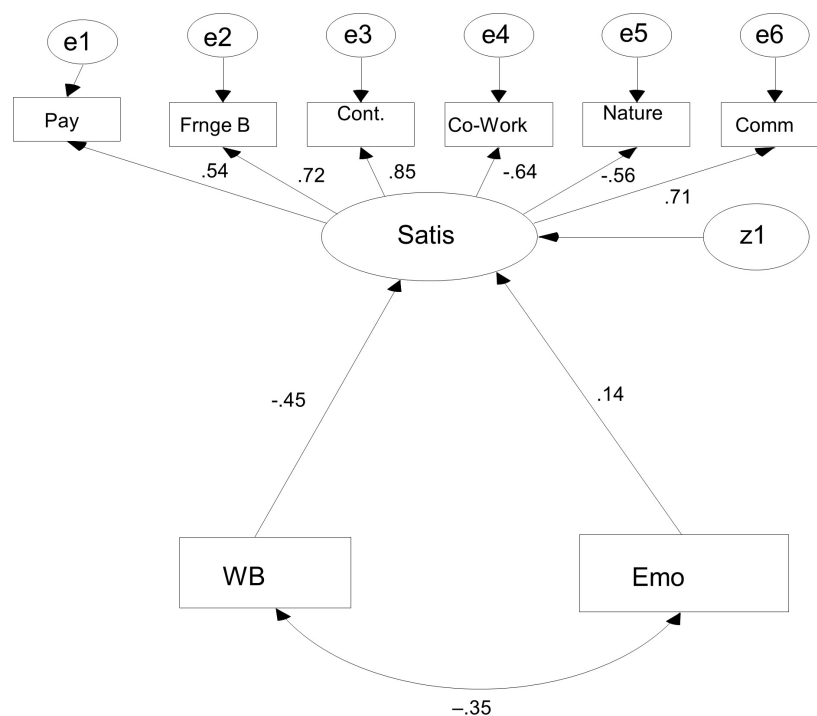 e1
e2
e3
e4
e5
e6
Pay
Frnge B
Cont.
Co-Work
Nature
Comm
.54
.72
.85
-.64
-.56
.71
Satis
z1
-.45
.14
WB
Emo
–.35